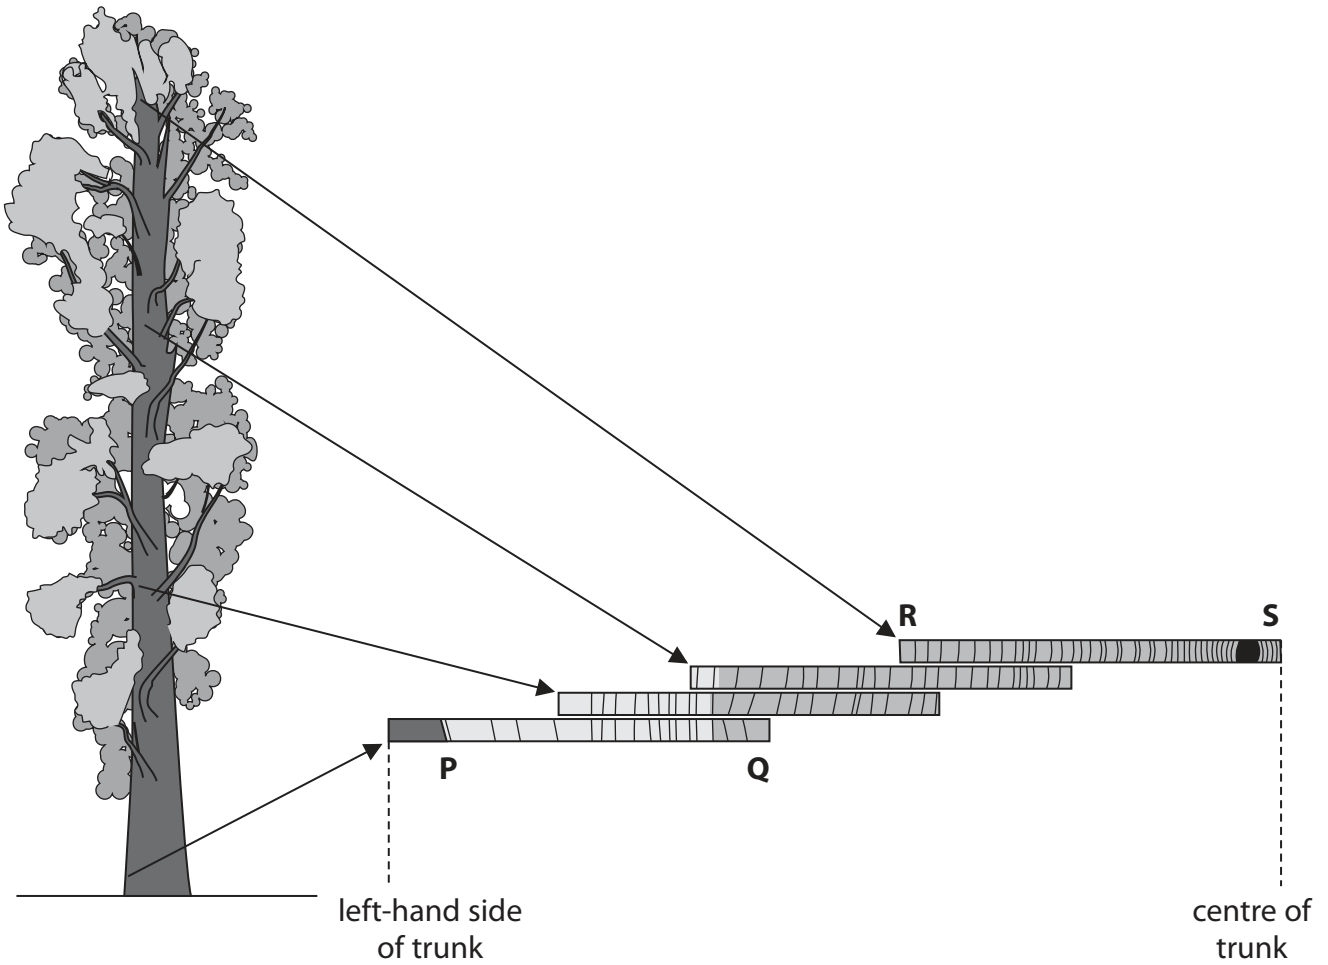 R
S
P
Q
left-hand side
of trunk
centre of
trunk